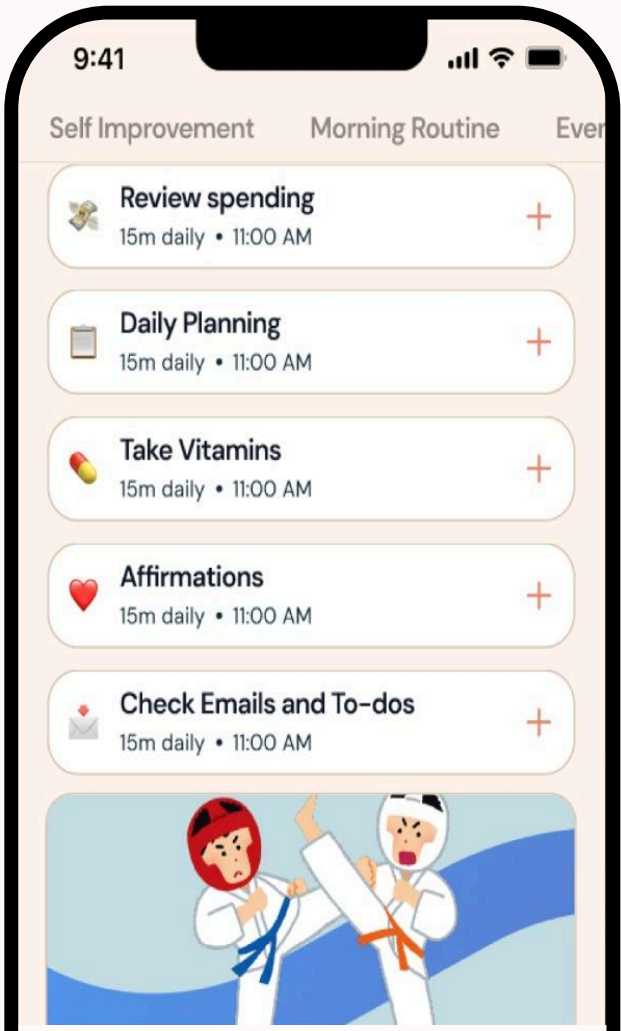 9:41
Self Improvement Morning Routine Ever
Review spending
15m daily • 11:00 AM
Daily Planning
15m daily • 11:00 AM
Take Vitamins
15m daily • 11:00 AM
Affirmations
15m daily • 11:00 AM
Check Emails and To-dos
15m daily • 11:00 AM